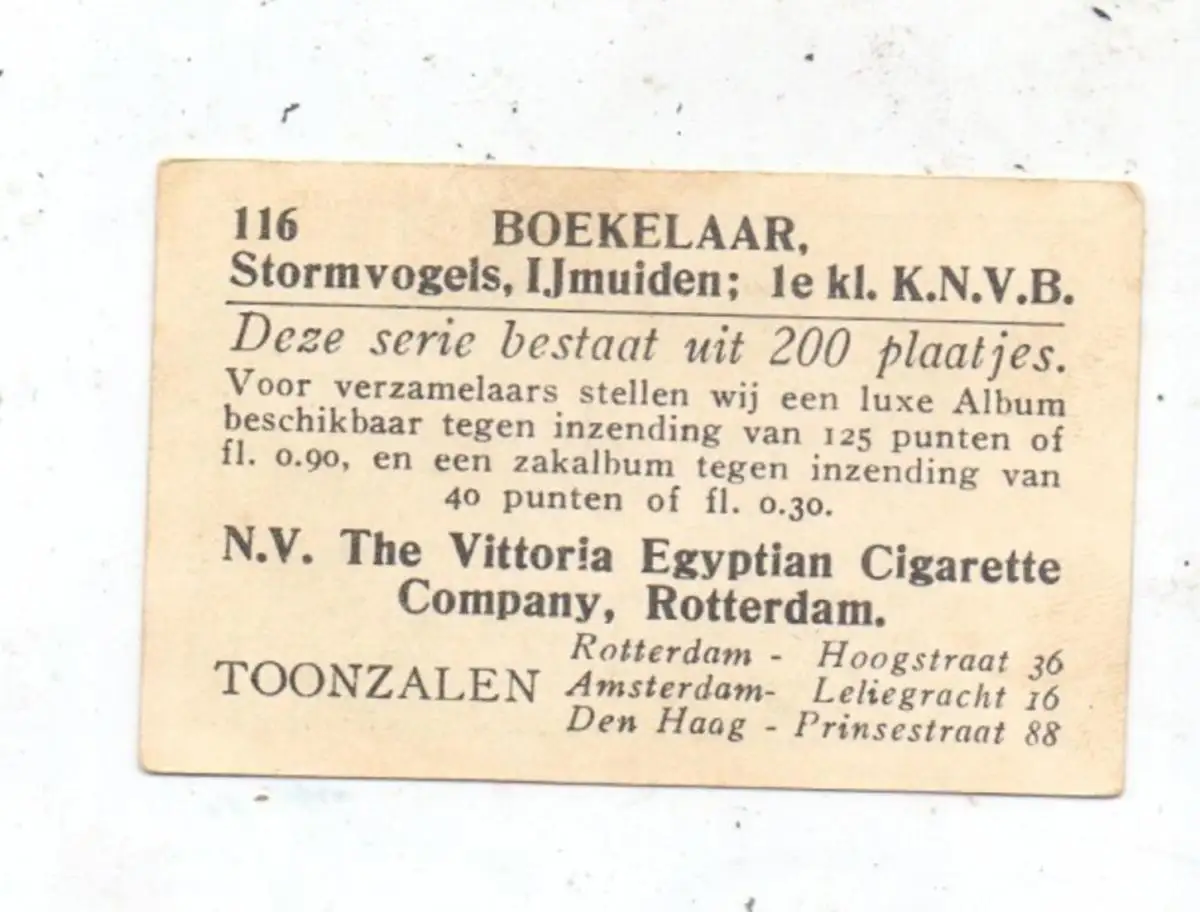 116 BOEKELAAR,
Stormvogels, IJmuiden; 1e kl. K.N.V.B.
Deze serie bestaat uit 200 plaatjes.
Voor verzamelaars stellen wij een luxe Album
beschikbaar tegen inzending van 125 punten of
fl. 0.90, en een zakalbum tegen inzending van
40 punten of fl. 0.30.
N.V. The Vittoria Egyptian Cigarette
Company, Rotterdam.
TOONZALEN
Rotterdam - Hoogstraat 36
Amsterdam- Leliegracht 16
Den Haag - Prinsestraat 88